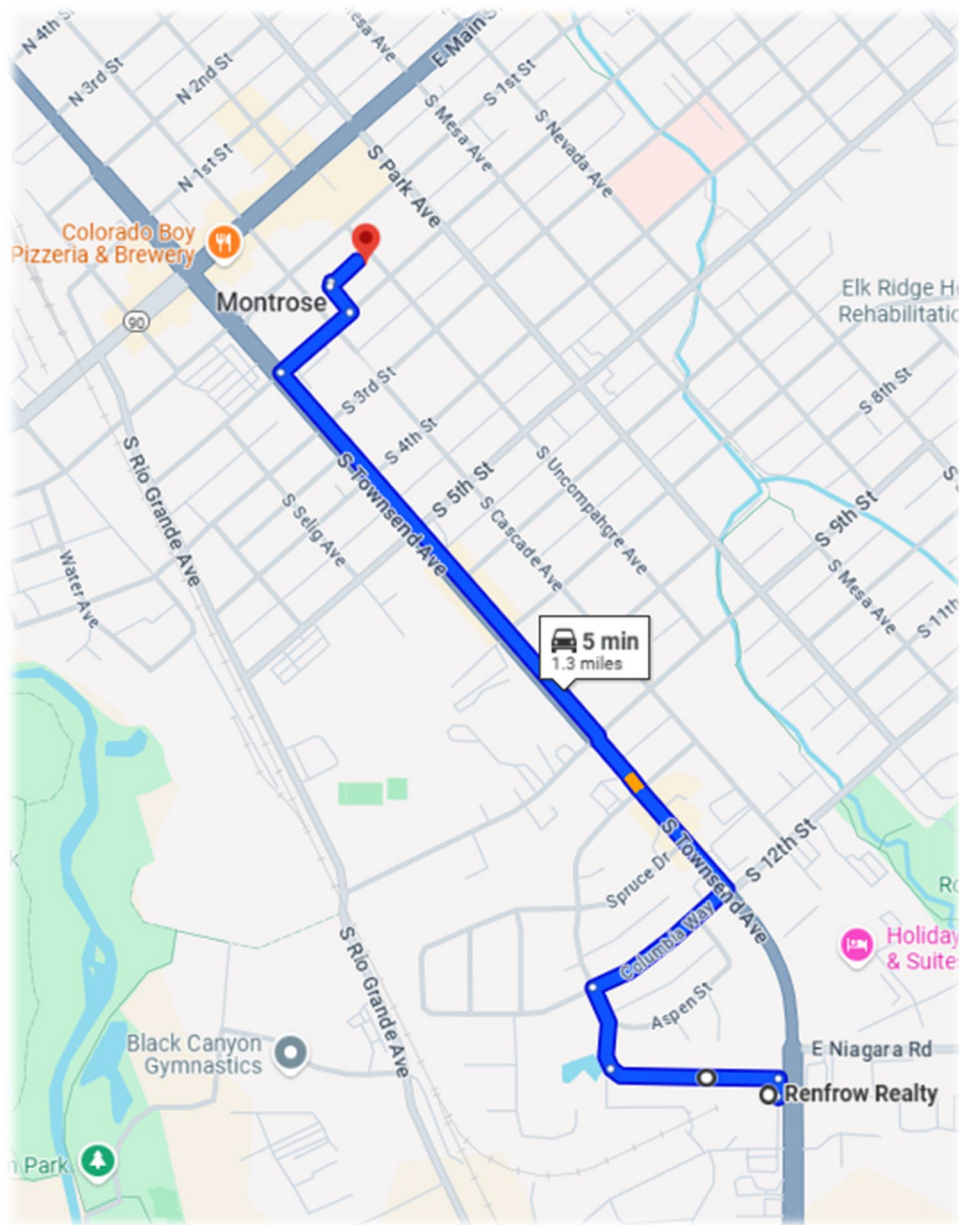 N 4th St
N 3rd St
N 2nd St
N 1st St
E Main St
S Mesa Ave
S 1st St
S Nevada Ave
S Park Ave
Colorado Boy
Pizzeria & Brewery
90
Montrose
Elk Ridge H
Rehabilitatio
S 3rd St
S 8th St
S 4th St
S 5th St
S Townsend Ave
S Rio Grande Ave
S Selig Ave
S Cascade Ave
S Uncompahgre Ave
S 9th St
S Mesa Ave
S 11th
Water Ave
5 min
1.3 miles
S 12th St
S Townsend Ave
Spruce Dr
Columbia Way
Aspen St
Holiday
& Suite
S Rio Grande Ave
Black Canyon
Gymnastics
E Niagara Rd
Renfrow Realty
Park